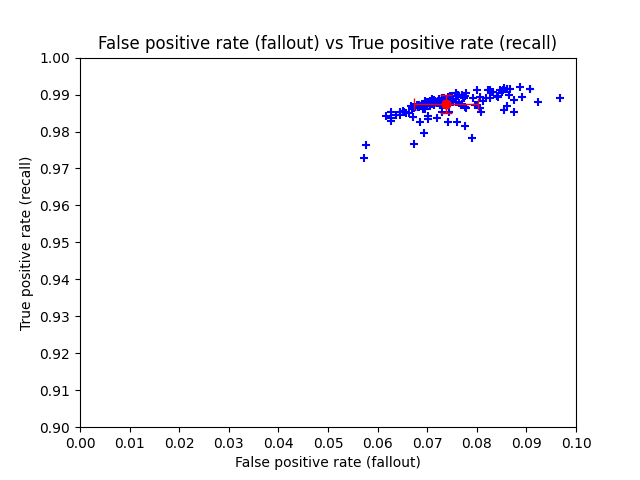 False positive rate (fallout) vs True positive rate (recall)
1.00
0.99
0.98
0.97
0.96
0.95
0.94
0.93
0.92
0.91
0.90
True positive rate (recall)
0.00 0.01 0.02 0.03 0.04 0.05 0.06 0.07 0.08 0.09 0.10
False positive rate (fallout)